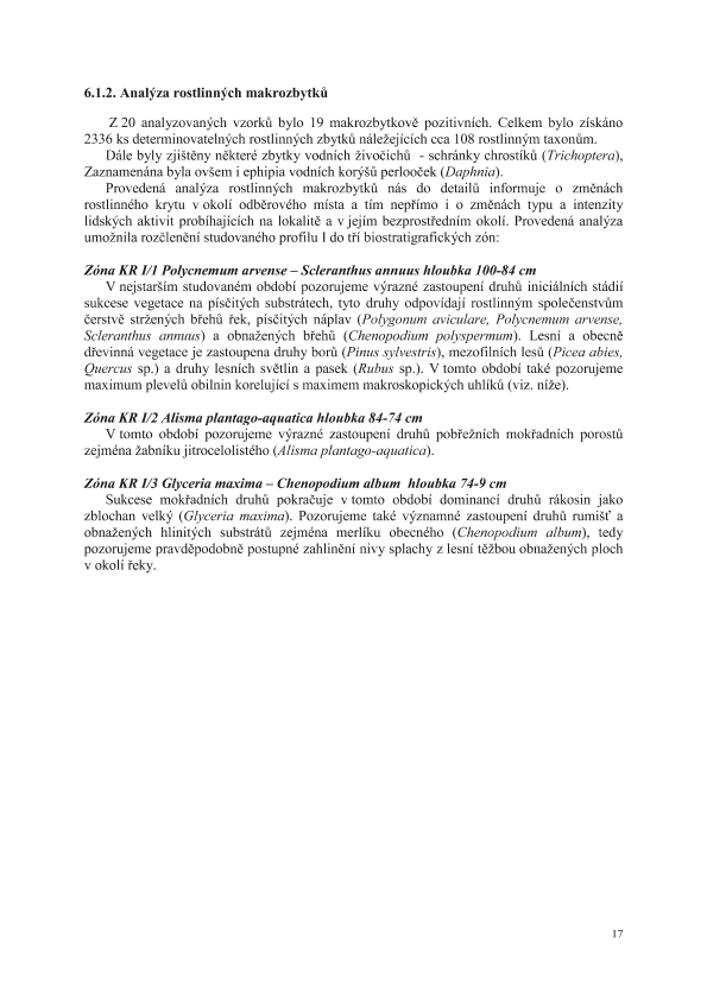 6.1.2. Analýza rostlinných makrozbytků
Z 20 analyzovaných vzorků bylo 19 makrozbytkově pozitivních. Celkem bylo získáno
2336 ks determinovatelných rostlinných zbytků náležejících cca 108 rostlinným taxonům.
Dále byly zjištěny některé zbytky vodních živočichů - schránky chrostíků (Trichoptera),
Zaznamenána byla ovšem i ephipia vodních korýšů perlooček (Daphnia).
Provedená analýza rostlinných makrozbytků nás do detailů informuje o změnách
rostlinného krytu v okolí odběrového místa a tím nepřímo i o změnách typu a intenzity
lidských aktivit probíhajících na lokalitě a v jejím bezprostředním okolí. Provedená analýza
umožnila rozčlenění studovaného profilu I do tří biostratigrafických zón:
Zóna KR I/1 Polycnemum arvense – Scleranthus annuus hloubka 100-84 cm
V nejstarším studovaném období pozorujeme výrazné zastoupení druhů iniciálních stádií
sukcese vegetace na písčitých substrátech, tyto druhy odpovídají rostlinným společenstvům
čerstvě stržených břehů řek, písčitých náplav (Polygonum aviculare, Polycnemum arvense,
Scleranthus annuus) a obnažených břehů (Chenopodium polyspermum). Lesní a obecně
dřevinná vegetace je zastoupena druhy borů (Pinus sylvestris), mezofilních lesů (Picea abies,
Quercus sp.) a druhy lesních světlin a pasek (Rubus sp.). V tomto období také pozorujeme
maximum plevelů obilnin korelující s maximem makroskopických uhlíků (viz. níže).
Zóna KR I/2 Alisma plantago-aquatica hloubka 84-74 cm
V tomto období pozorujeme výrazné zastoupení druhů pobřežních mokřadních porostů
zejména žabníku jitrocelolistého (Alisma plantago-aquatica).
Zóna KR I/3 Glyceria maxima – Chenopodium album hloubka 74-9 cm
Sukcese mokřadních druhů pokračuje v tomto období dominancí druhů rákosin jako
zblochan velký (Glyceria maxima). Pozorujeme také významné zastoupení druhů rumišť a
obnažených hlinitých substrátů zejména merlíku obecného (Chenopodium album), tedy
pozorujeme pravděpodobně postupné zahlinění nivy splachy z lesní těžbou obnažených ploch
v okolí řeky.
17